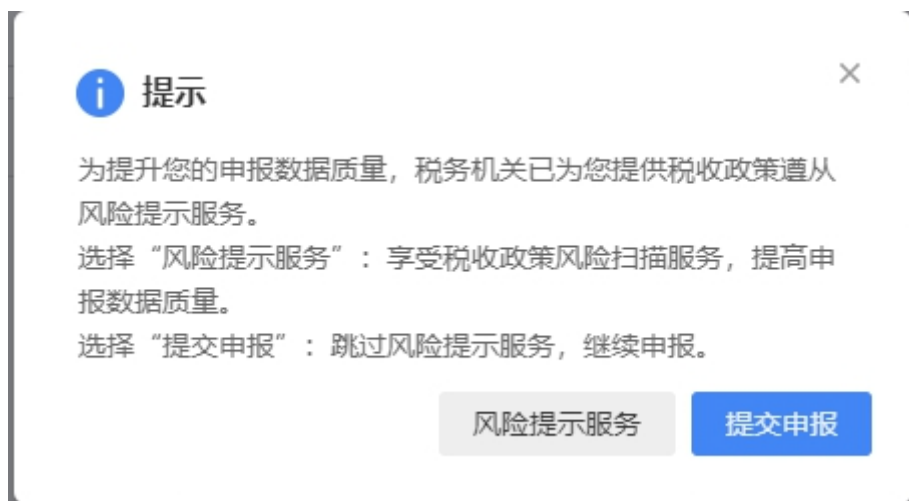 提示
为提升您的申报数据质量，税务机关已为您提供税收政策遵从
风险提示服务。
选择“风险提示服务”：享受税收政策风险扫描服务，提高申
报数据质量。
选择“提交申报”：跳过风险提示服务，继续申报。
风险提示服务
提交申报